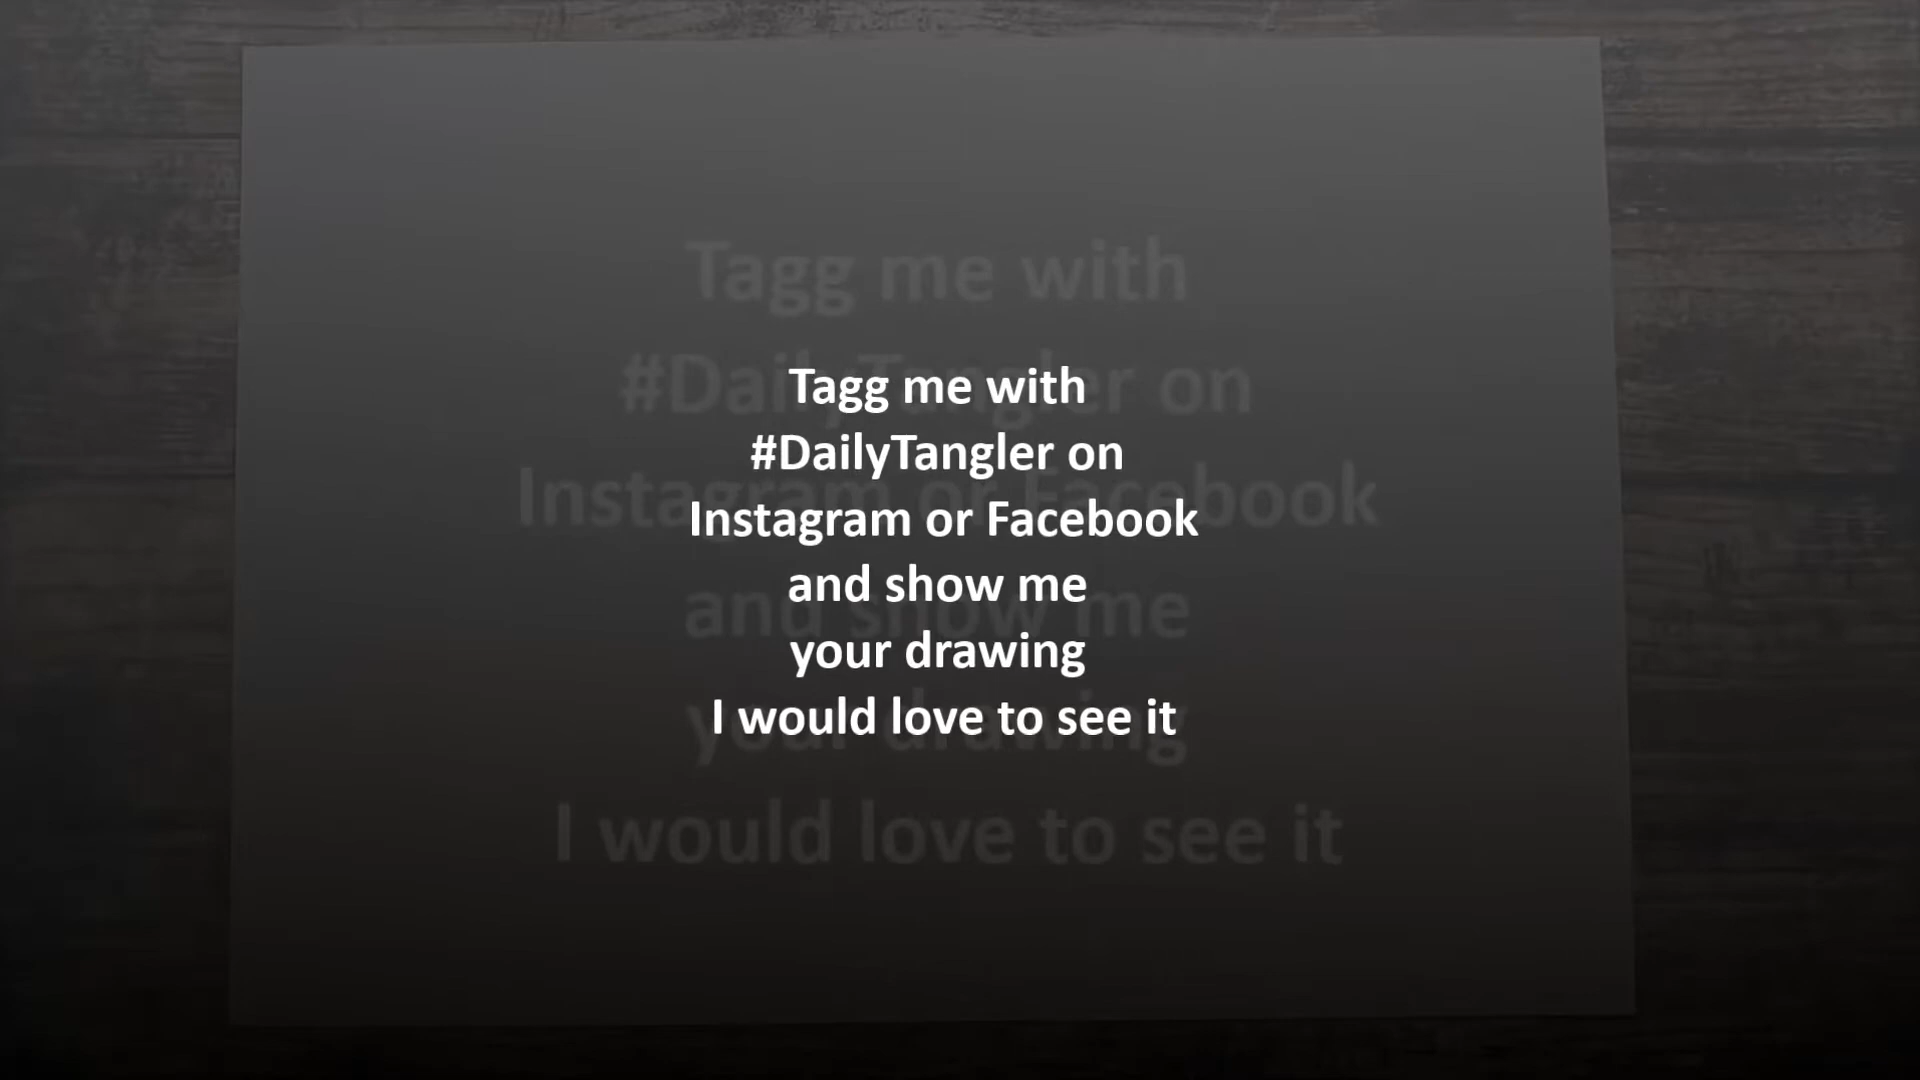 Tagg me with
#DailyTangler on
Instagram or Facebook
and show me
your drawing
I would love to see it